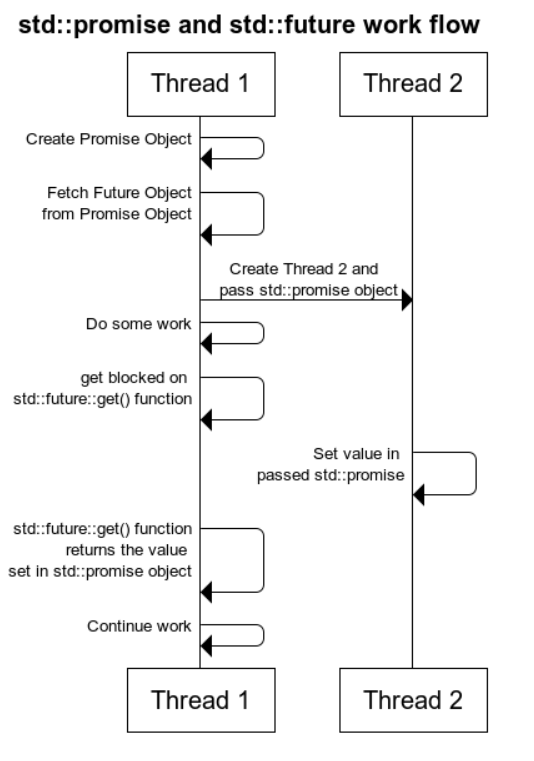 std::promise and std::future work flow
Thread 1
Thread 2
Create Promise Object
Fetch Future Object
from Promise Object
Create Thread 2 and
pass std::promise object
Do some work
get blocked on
std::future::get() function
Set value in
passed std::promise
std::future::get() function
returns the value
set in std::promise object
Continue work
Thread 1
Thread 2